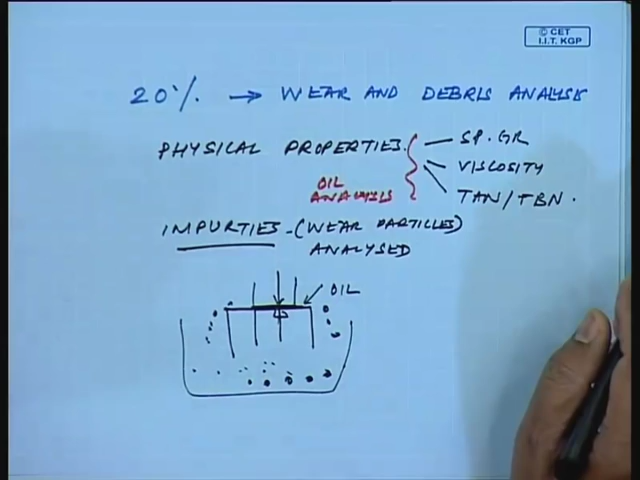 © CET
I.I.T. KGP
20% → WEAR AND DEBRIS ANALYSIS
PHYSICAL PROPERTIES. — SP. GR
VISCOSITY
OIL
ANALYSIS
TAN/TBN.
IMPURTIES - (WEAR PARTICLES)
ANALYSED
OIL